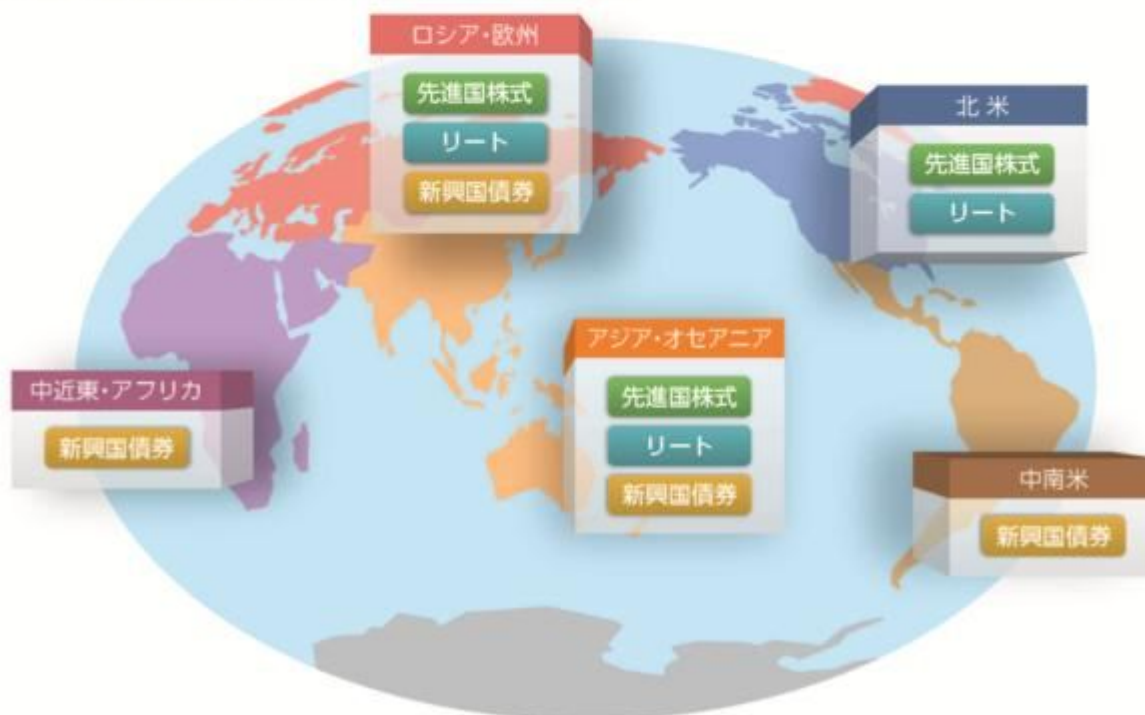 ロシア・欧州
先進国株式
リート
新興国債券
北米
先進国株式
リート
アジア・オセアニア
先進国株式
リート
新興国債券
中近東・アフリカ
新興国債券
中南米
新興国債券